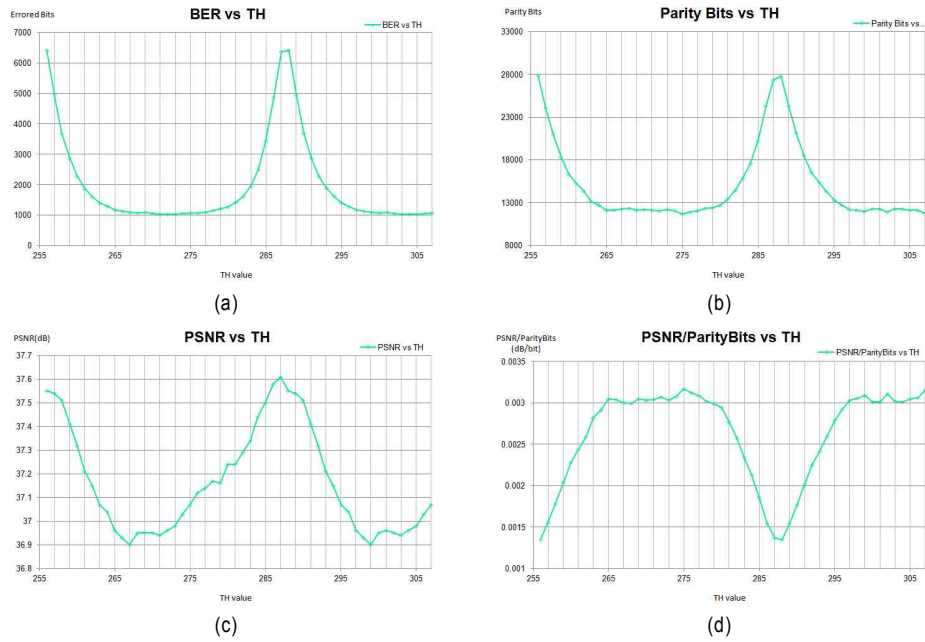 Errored Bits
BER vs TH
BER vs TH
7000
6000
5000
4000
3000
2000
1000
0
255
265
275
285
295
305
TH value
(a)
Parity Bits
Parity Bits vs TH
Parity Bits vs...
33000
28000
23000
18000
13000
8000
255
265
275
285
295
305
TH value
(b)
PSNR(dB)
PSNR vs TH
PSNR vs TH
37.7
37.6
37.5
37.4
37.3
37.2
37.1
37
36.9
36.8
255
265
275
285
295
305
TH value
(c)
PSNR/ParityBits
(dB/bit)
PSNR/ParityBits vs TH
PSNR/ParityBits vs TH
0.0035
0.003
0.0025
0.002
0.0015
0.001
255
265
275
285
295
305
TH value
(d)